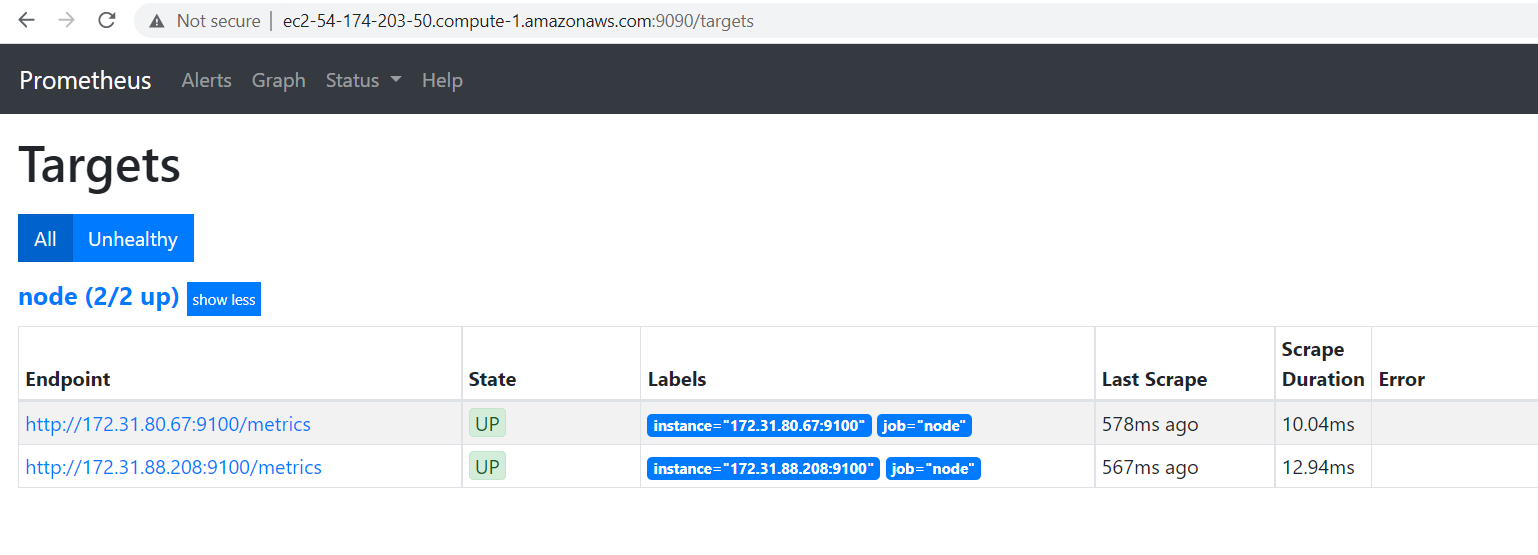 Not secure | ec2-54-174-203-50.compute-1.amazonaws.com:9090/targets
Prometheus Alerts Graph Status Help
Targets
All Unhealthy
node (2/2 up) show less
Endpoint State Labels Last Scrape Scrape Duration Error
http://172.31.80.67:9100/metrics UP instance="172.31.80.67:9100" job="node" 578ms ago 10.04ms
http://172.31.88.208:9100/metrics UP instance="172.31.88.208:9100" job="node" 567ms ago 12.94ms